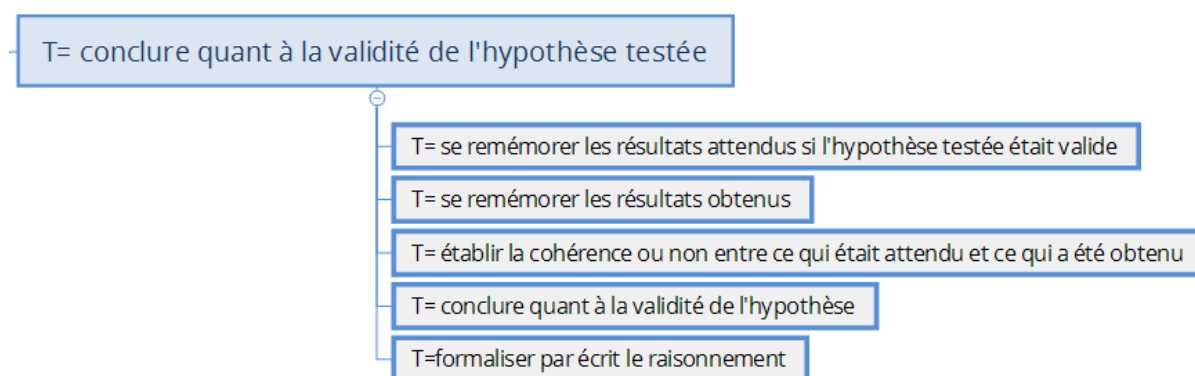 T= conclure quant à la validité de l'hypothèse testée
T= se remémorer les résultats attendus si l'hypothèse testée était valide
T= se remémorer les résultats obtenus
T= établir la cohérence ou non entre ce qui était attendu et ce qui a été obtenu
T= conclure quant à la validité de l'hypothèse
T=formaliser par écrit le raisonnement